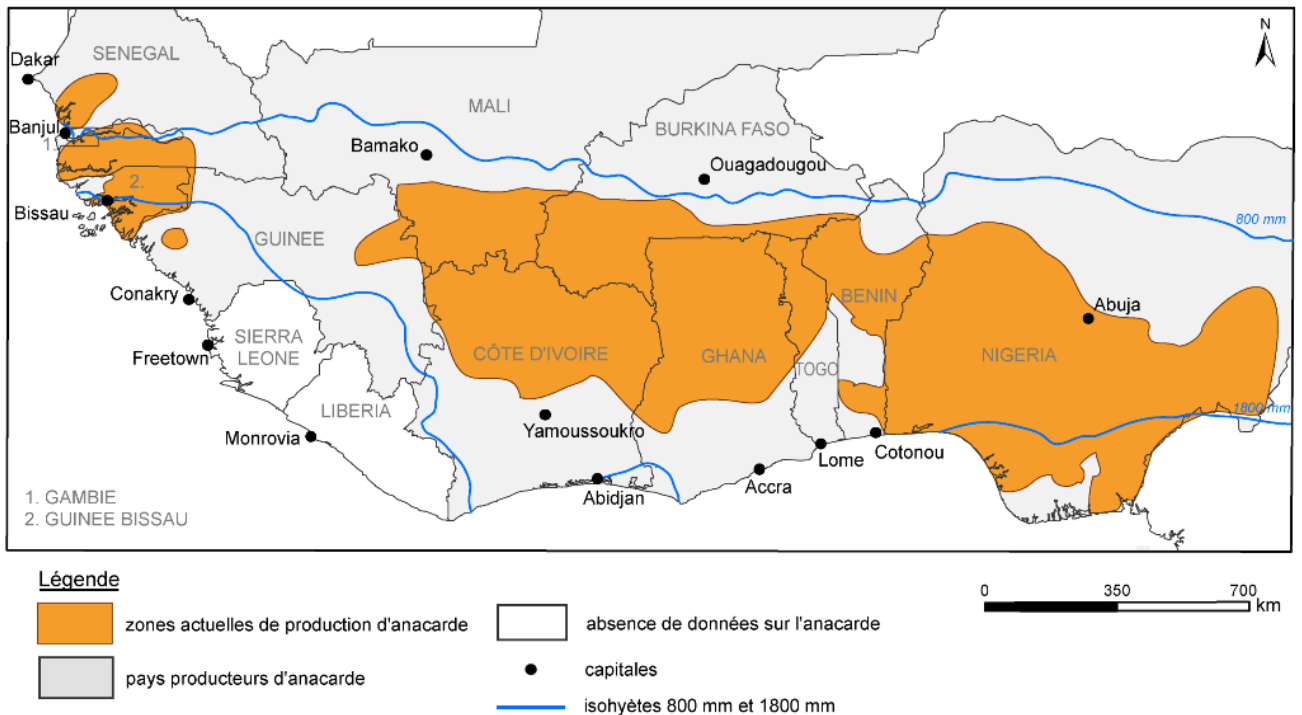 N
SENEGAL
Dakar
MALI
Banjul
1.
BURKINA FASO
Bamako
Ouagadougou
2.
Bissau
800 mm
GUINEE
Conakry
BENIN
Abuja
SIERRA
LEONE
Freetown
CÔTE D'IVOIRE
GHANA
TOGO
NIGERIA
LIBERIA
1800 mm
Yamoussoukro
Monrovia
Lome
Cotonou
Accra
Abidjan
1. GAMBIE
2. GUINEE BISSAU
Légende
zones actuelles de production d'anacarde
pays producteurs d'anacarde
absence de données sur l'anacarde
capitales
isohyètes 800 mm et 1800 mm
0 350 700
km